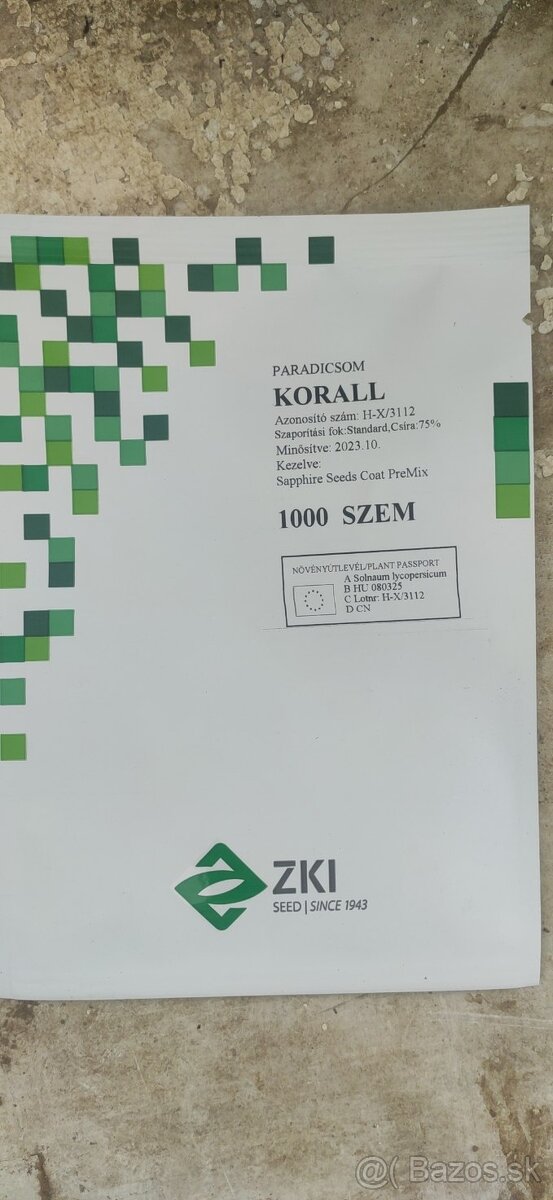 PARADICSOM
KORALL
Azonosító szám: H-X/3112
Szaporítási fok:Standard,Csíra:75%
Minősítve: 2023.10.
Kezelve:
Sapphire Seeds Coat PreMix
1000 SZEM
NÖVÉNYÚTLEVÉL/PLANT PASSPORT
A Solnaum lycopersicum
B HU 080325
C Lotnr: H-X/3112
D CN
ZKI
SEED | SINCE 1943
@( Bazos.sk